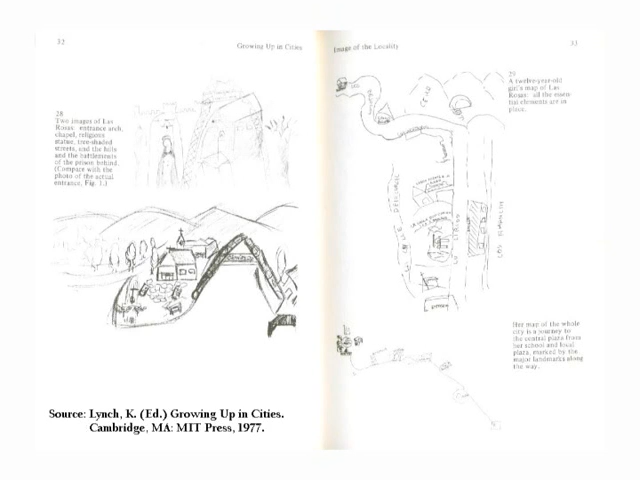 32
Growing Up in Cities
Image of the Locality
33
28
Two images of Las
Rosas: entrance arch,
chapel, religious
statue, tree-shaded
streets, and the hills
and the battlements
of the prison behind.
(Compare with the
photo of the actual
entrance, Fig. 1.)
29
A twelve-year-old
girl's map of Las
Rosas: all the essen-
tial elements are in
place.
Her map of the whole
city is a journey to
the central plaza from
her school and local
plaza, marked by the
major landmarks along
the way.
Source: Lynch, K. (Ed.) Growing Up in Cities.
Cambridge, MA: MIT Press, 1977.